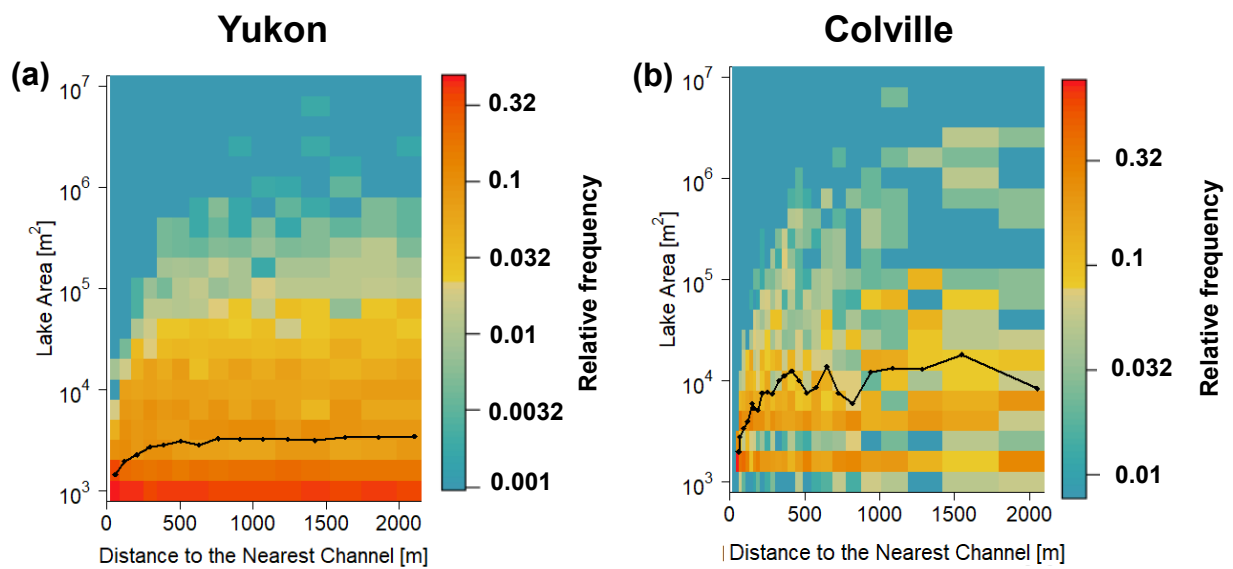 Yukon
Colville
(a)
10^7
10^6
10^5
10^4
10^3
Lake Area [m^2]
0 500 1000 1500 2000
Distance to the Nearest Channel [m]
0.32
0.1
0.032
0.01
0.0032
0.001
Relative frequency
(b)
10^7
10^6
10^5
10^4
10^3
Lake Area [m^2]
0 500 1000 1500 2000
Distance to the Nearest Channel [m]
0.32
0.1
0.032
0.01
Relative frequency